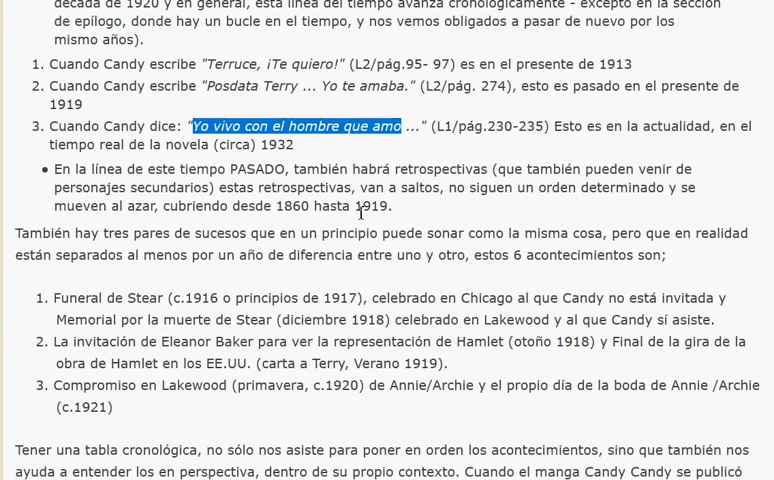 década de 1920 y en general, esta línea del tiempo avanza cronológicamente - excepto en la sección
de epílogo, donde hay un bucle en el tiempo, y nos vemos obligados a pasar de nuevo por los
mismo años).
1. Cuando Candy escribe "Terruce, ¡Te quiero!" (L2/pág.95- 97) es en el presente de 1913
2. Cuando Candy escribe "Posdata Terry ... Yo te amaba." (L2/pág. 274), esto es pasado en el presente de
1919
3. Cuando Candy dice: "Yo vivo con el hombre que amo ..." (L1/pág.230-235) Esto es en la actualidad, en el
tiempo real de la novela (circa) 1932
• En la línea de este tiempo PASADO, también habrá retrospectivas (que también pueden venir de
personajes secundarios) estas retrospectivas, van a saltos, no siguen un orden determinado y se
mueven al azar, cubriendo desde 1860 hasta 1919.
También hay tres pares de sucesos que en un principio puede sonar como la misma cosa, pero que en realidad
están separados al menos por un año de diferencia entre uno y otro, estos 6 acontecimientos son;
1. Funeral de Stear (c.1916 o principios de 1917), celebrado en Chicago al que Candy no está invitada y
Memorial por la muerte de Stear (diciembre 1918) celebrado en Lakewood y al que Candy sí asiste.
2. La invitación de Eleanor Baker para ver la representación de Hamlet (otoño 1918) y Final de la gira de la
obra de Hamlet en los EE.UU. (carta a Terry, Verano 1919).
3. Compromiso en Lakewood (primavera, c.1920) de Annie/Archie y el propio día de la boda de Annie /Archie
(c.1921)
Tener una tabla cronológica, no sólo nos asiste para poner en orden los acontecimientos, sino que también nos
ayuda a entender los en perspectiva, dentro de su propio contexto. Cuando el manga Candy Candy se publicó